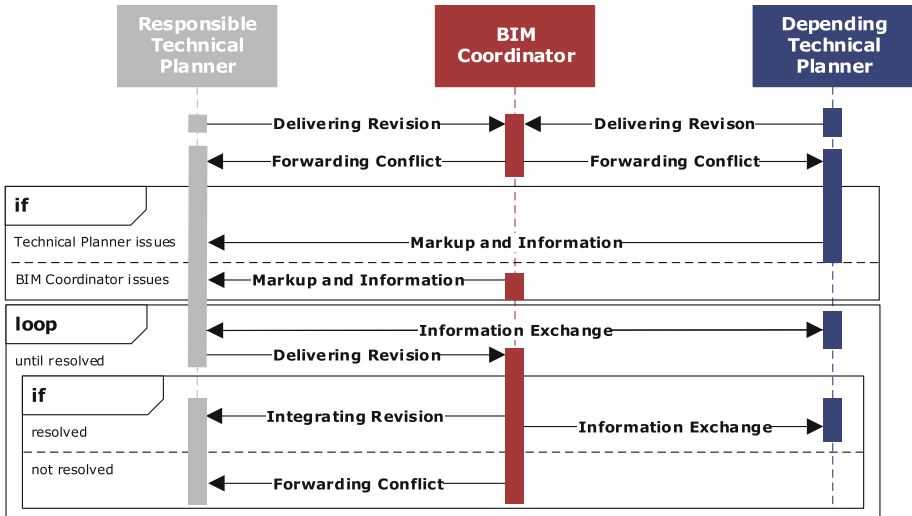 Responsible
Technical
Planner
BIM
Coordinator
Depending
Technical
Planner
Delivering Revision
Delivering Revison
Forwarding Conflict
Forwarding Conflict
if
Technical Planner issues
Markup and Information
BIM Coordinator issues
Markup and Information
loop
Information Exchange
until resolved
Delivering Revision
if
Integrating Revision
resolved
Information Exchange
not resolved
Forwarding Conflict